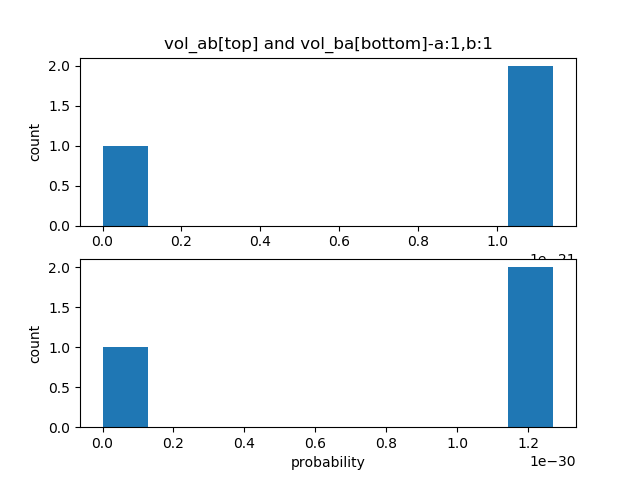 vol_ab[top] and vol_ba[bottom]-a:1,b:1
2.0
1.5
1.0
0.5
0.0
count
0.0 0.2 0.4 0.6 0.8 1.0
1e−21
2.0
1.5
1.0
0.5
0.0
count
0.0 0.2 0.4 0.6 0.8 1.0 1.2
probability
1e−30